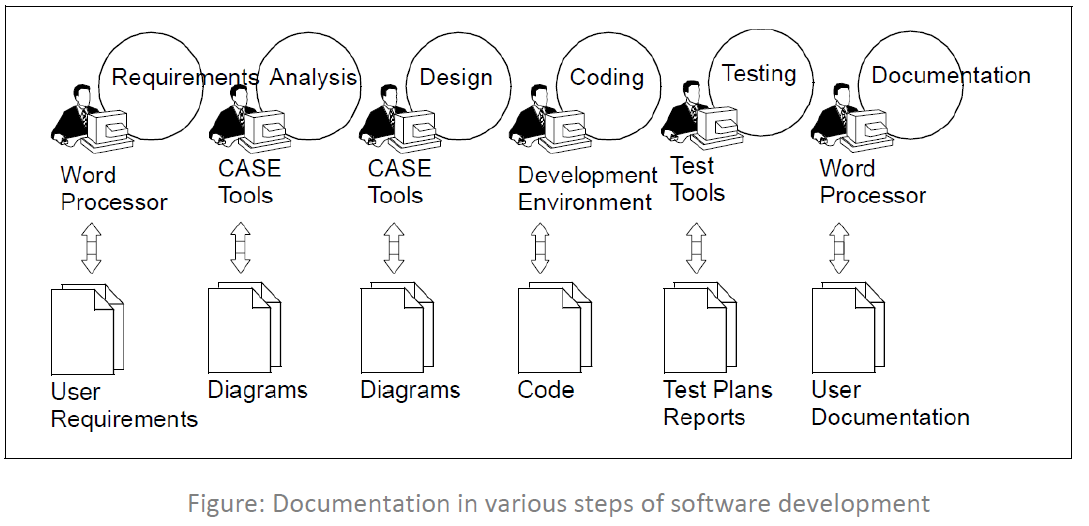 Requirements
Analysis
Design
Coding
Testing
Documentation
Word
Processor
CASE
Tools
CASE
Tools
Development
Environment
Test
Tools
Word
Processor
User
Requirements
Diagrams
Diagrams
Code
Test Plans
Reports
User
Documentation
Figure: Documentation in various steps of software development